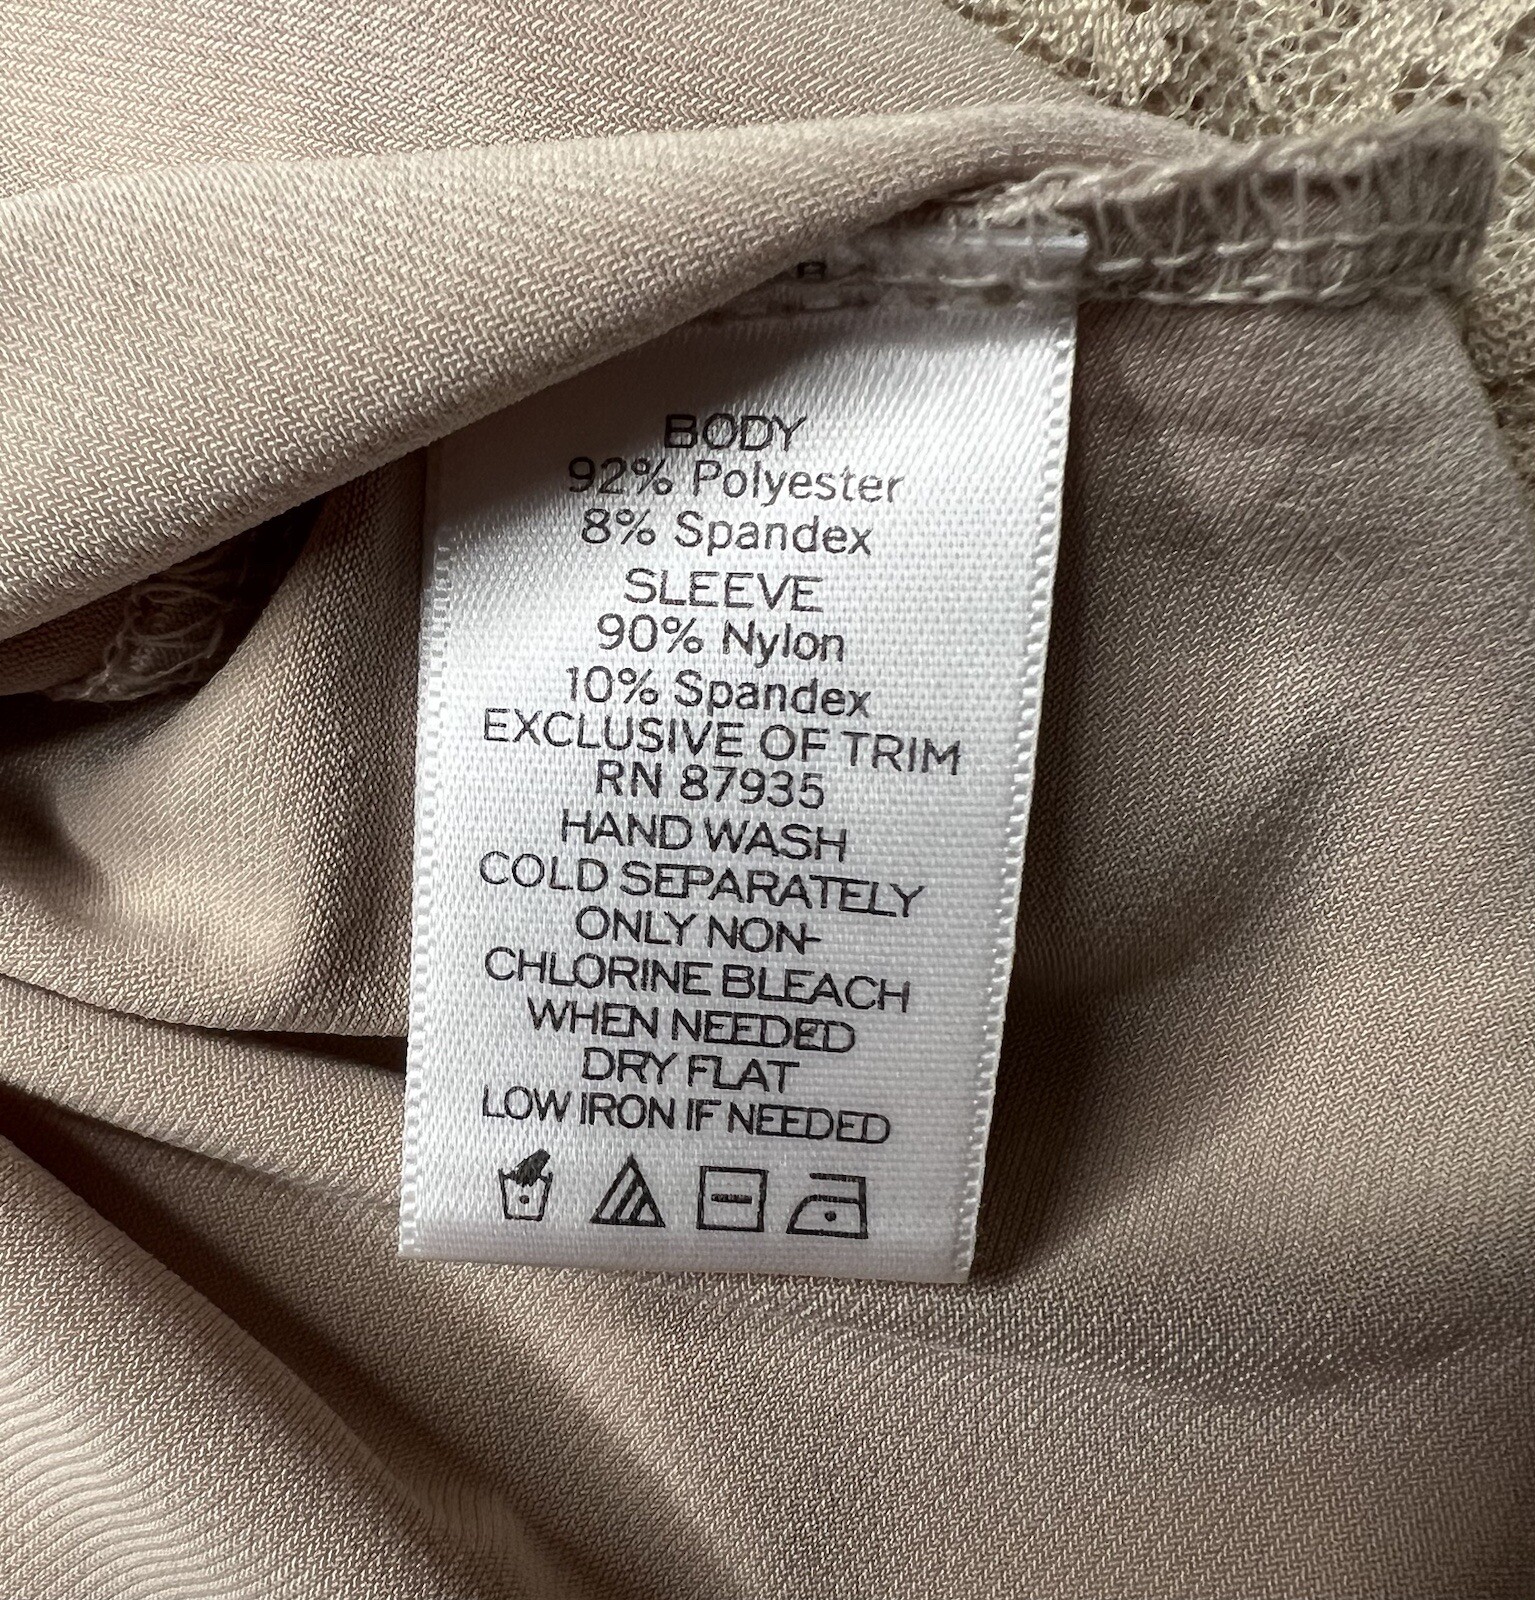 BODY
92% Polyester
8% Spandex
SLEEVE
90% Nylon
10% Spandex
EXCLUSIVE OF TRIM
RN 87935
HAND WASH
COLD SEPARATELY
ONLY NON-
CHLORINE BLEACH
WHEN NEEDED
DRY FLAT
LOW IRON IF NEEDED